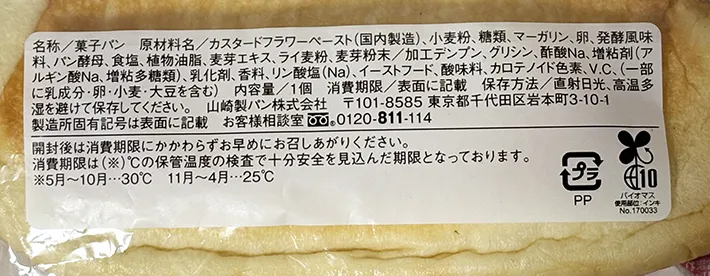 名称／菓子パン　原材料名／カスタードフラワーペースト(国内製造)、小麦粉、糖類、マーガリン、卵、発酵風味
料、パン酵母、食塩、植物油脂、麦芽エキス、ライ麦粉、麦芽粉末／加工デンプン、グリシン、酢酸Na、増粘剤(ア
ルギン酸Na、増粘多糖類)、乳化剤、香料、リン酸塩(Na)、イーストフード、酸味料、カロテノイド色素、V.C、(一部
に乳成分・卵・小麦・大豆を含む)　内容量／1個　消費期限／表面に記載　保存方法／直射日光、高温多
湿を避けて保存してください。　山崎製パン株式会社　〒101-8585 東京都千代田区岩本町3-10-1
製造所固有記号は表面に記載　お客様相談室 0120-811-114
開封後は消費期限にかかわらずお早めにお召しあがりください。
消費期限は(※)℃の保管温度の検査で十分安全を見込んだ期限となっております。
※5月〜10月…30℃　11月〜4月…25℃
プラ
PP
10
バイオマス
使用部位：インキ
No.170033